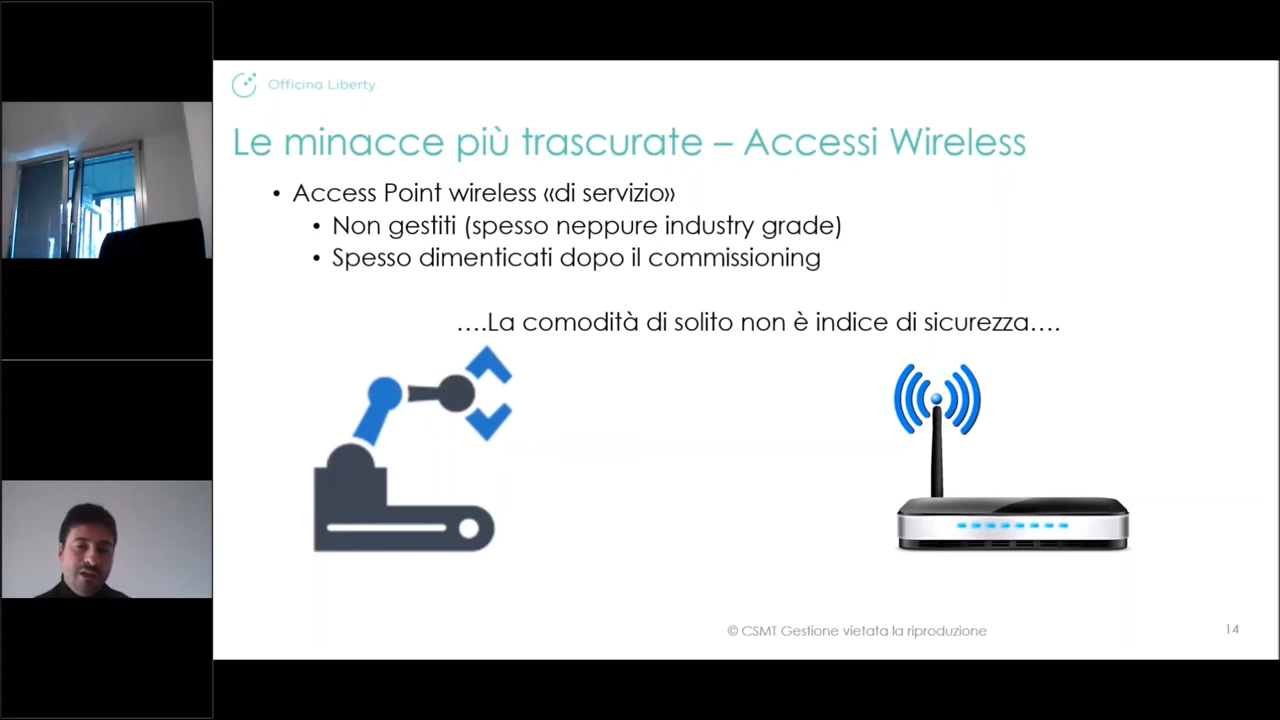 Officina Liberty
Le minacce più trascurate – Accessi Wireless
• Access Point wireless «di servizio»
• Non gestiti (spesso neppure industry grade)
• Spesso dimenticati dopo il commissioning
....La comodità di solito non è indice di sicurezza....
© CSMT Gestione vietata la riproduzione
14